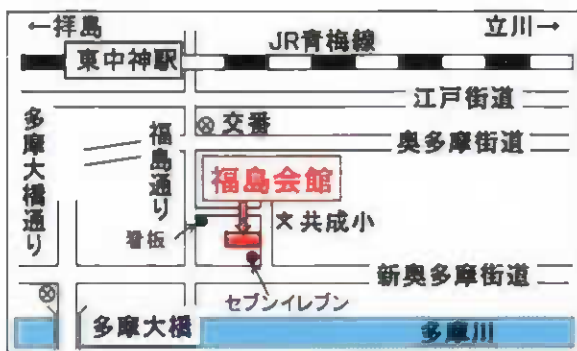 ←拝島
立川→
JR青梅線
東中神駅
江戸街道
交番
奥多摩街道
多摩大橋通り
福島通り
福島会館
看板
文共成小
新奥多摩街道
セブンイレブン
多摩大橋
多摩川